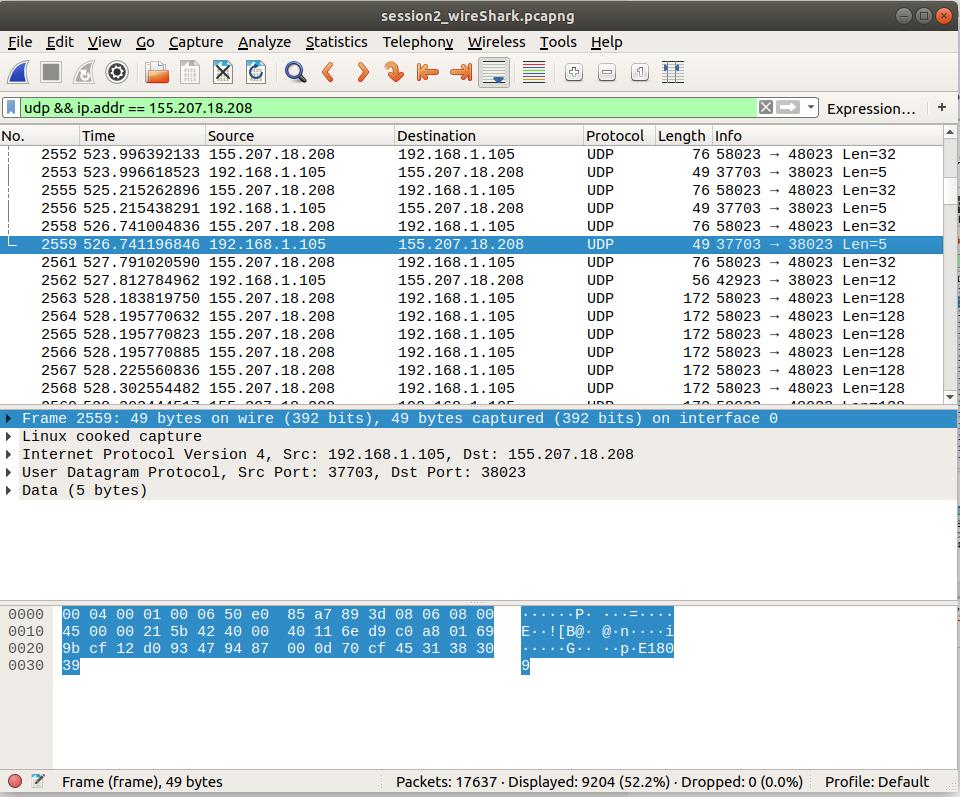 session2_wireShark.pcapng
File Edit View Go Capture Analyze Statistics Telephony Wireless Tools Help
udp && ip.addr == 155.207.18.208 Expression… +
No. Time Source Destination Protocol Length Info
2552 523.996392133 155.207.18.208 192.168.1.105 UDP 76 58023 → 48023 Len=32
2553 523.996618523 192.168.1.105 155.207.18.208 UDP 49 37703 → 38023 Len=5
2555 525.215262896 155.207.18.208 192.168.1.105 UDP 76 58023 → 48023 Len=32
2556 525.215438291 192.168.1.105 155.207.18.208 UDP 49 37703 → 38023 Len=5
2558 526.741004836 155.207.18.208 192.168.1.105 UDP 76 58023 → 48023 Len=32
2559 526.741196846 192.168.1.105 155.207.18.208 UDP 49 37703 → 38023 Len=5
2561 527.791020590 155.207.18.208 192.168.1.105 UDP 76 58023 → 48023 Len=32
2562 527.812784962 192.168.1.105 155.207.18.208 UDP 56 42923 → 38023 Len=12
2563 528.183819750 155.207.18.208 192.168.1.105 UDP 172 58023 → 48023 Len=128
2564 528.195770632 155.207.18.208 192.168.1.105 UDP 172 58023 → 48023 Len=128
2565 528.195770823 155.207.18.208 192.168.1.105 UDP 172 58023 → 48023 Len=128
2566 528.195770885 155.207.18.208 192.168.1.105 UDP 172 58023 → 48023 Len=128
2567 528.225560836 155.207.18.208 192.168.1.105 UDP 172 58023 → 48023 Len=128
2568 528.302554482 155.207.18.208 192.168.1.105 UDP 172 58023 → 48023 Len=128
Frame 2559: 49 bytes on wire (392 bits), 49 bytes captured (392 bits) on interface 0
Linux cooked capture
Internet Protocol Version 4, Src: 192.168.1.105, Dst: 155.207.18.208
User Datagram Protocol, Src Port: 37703, Dst Port: 38023
Data (5 bytes)
0000 00 04 00 01 00 06 50 e0 85 a7 89 3d 08 06 08 00 ······P· ···=····
0010 45 00 00 21 5b 42 40 00 40 11 6e d9 c0 a8 01 69 E··![B@· @·n····i
0020 9b cf 12 d0 93 47 94 87 00 0d 70 cf 45 31 38 30 ·····G·· ··p·E180
0030 39 9
Frame (frame), 49 bytes Packets: 17637 · Displayed: 9204 (52.2%) · Dropped: 0 (0.0%) Profile: Default